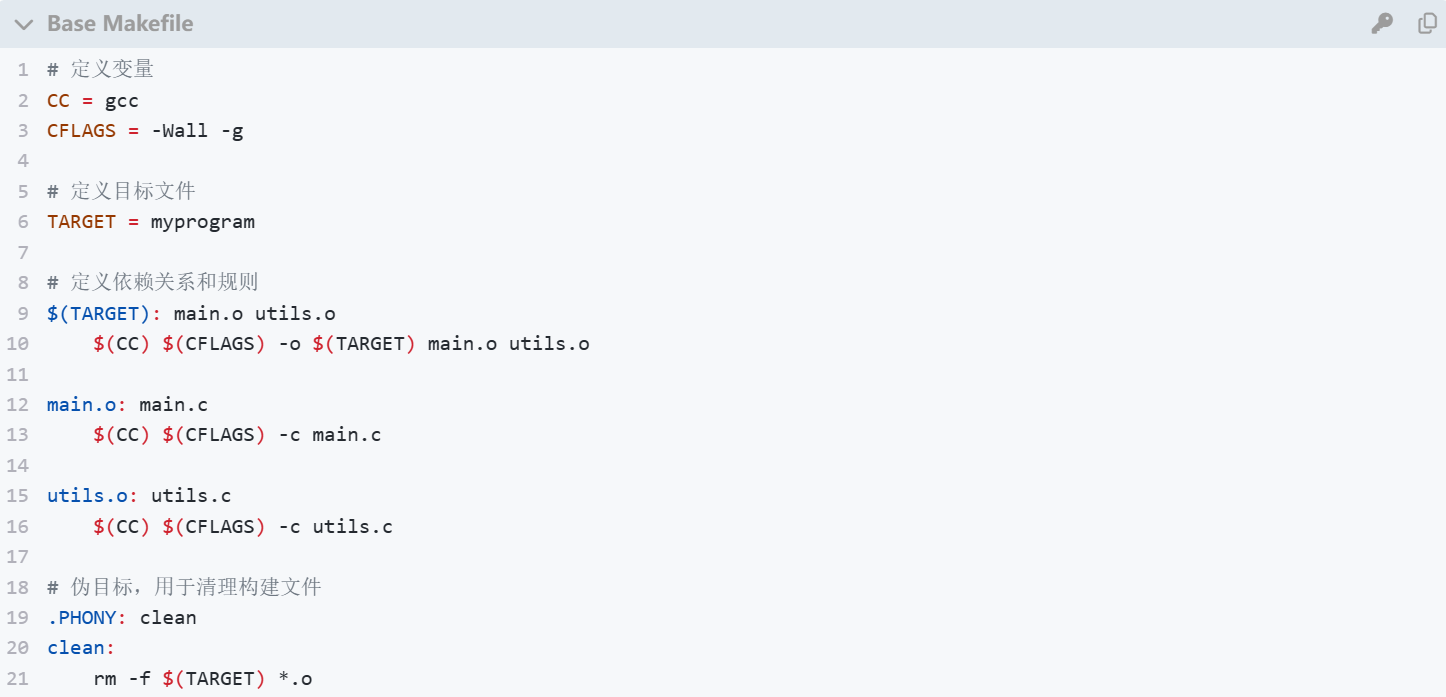 Base Makefile
1 # 定义变量
2 CC = gcc
3 CFLAGS = -Wall -g
4
5 # 定义目标文件
6 TARGET = myprogram
7
8 # 定义依赖关系和规则
9 $(TARGET): main.o utils.o
10     $(CC) $(CFLAGS) -o $(TARGET) main.o utils.o
11
12 main.o: main.c
13     $(CC) $(CFLAGS) -c main.c
14
15 utils.o: utils.c
16     $(CC) $(CFLAGS) -c utils.c
17
18 # 伪目标，用于清理构建文件
19 .PHONY: clean
20 clean:
21     rm -f $(TARGET) *.o